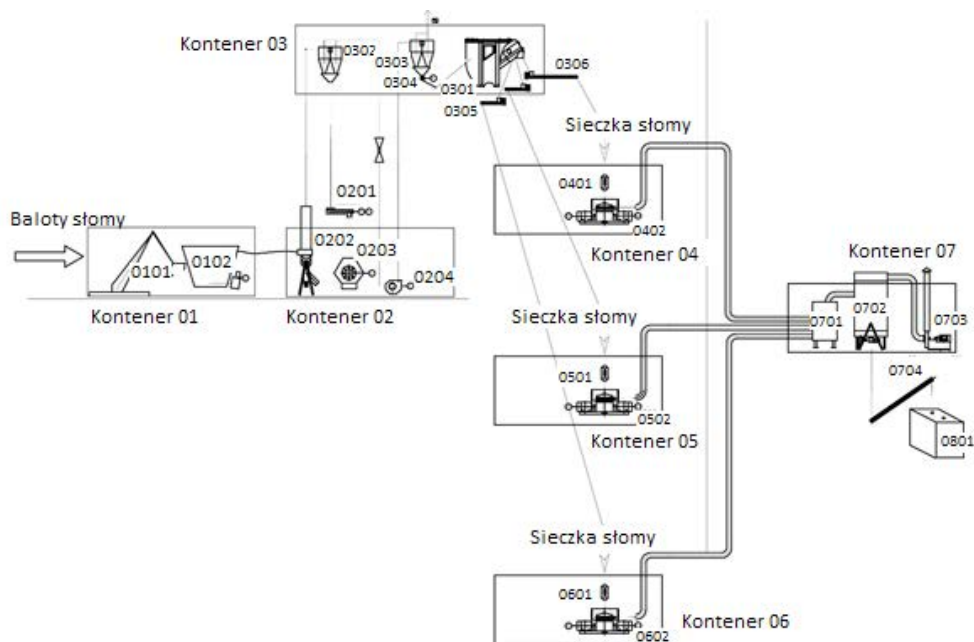 Kontener 03
0302
0303
0304
0301
0305
0306
Sieczka słomy
0401
0402
Kontener 04
Baloty słomy
0101
0102
Kontener 01
0201
0202
0203
0204
Kontener 02
Sieczka słomy
0501
0502
Kontener 05
Kontener 07
0701
0702
0703
0704
0801
Sieczka słomy
0601
0602
Kontener 06